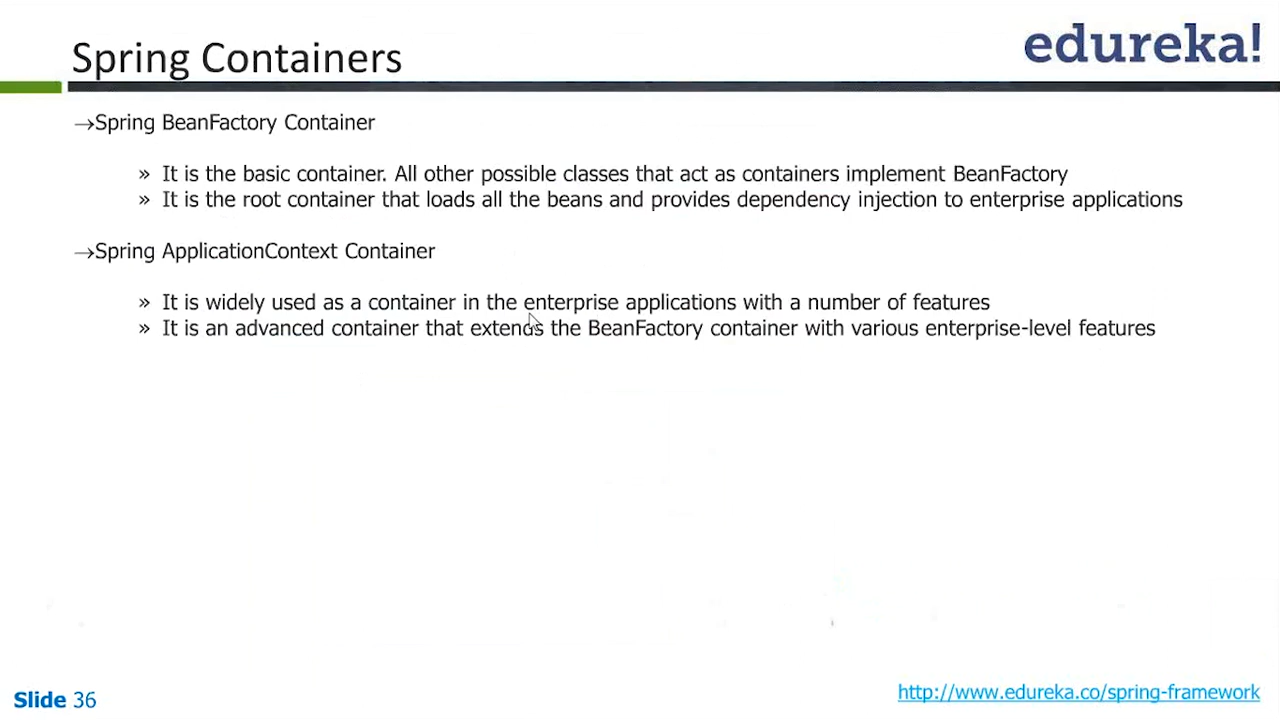 Spring Containers
edureka!
→Spring BeanFactory Container
» It is the basic container. All other possible classes that act as containers implement BeanFactory
» It is the root container that loads all the beans and provides dependency injection to enterprise applications
→Spring ApplicationContext Container
» It is widely used as a container in the enterprise applications with a number of features
» It is an advanced container that extends the BeanFactory container with various enterprise-level features
Slide 36
http://www.edureka.co/spring-framework